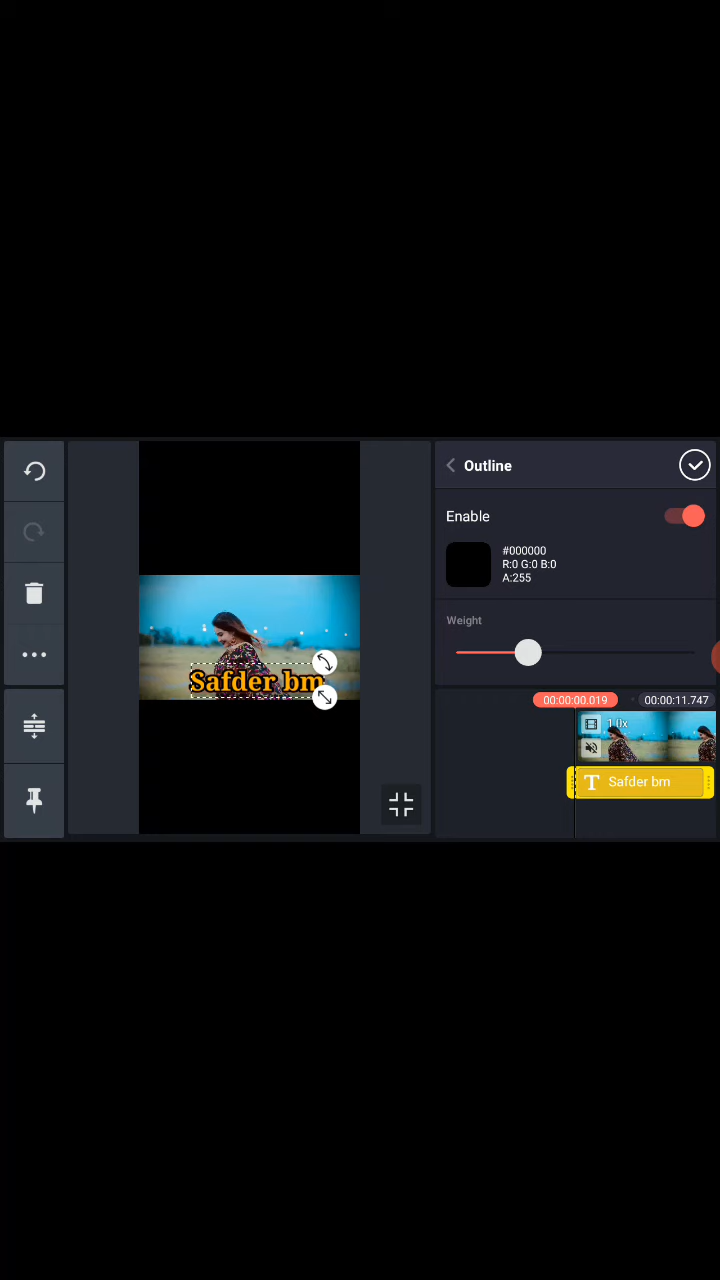 Outline
Enable
#000000
R:0 G:0 B:0
A:255
Weight
Safder bm
00:00:00.019
00:00:11.747
1.0x
T Safder bm